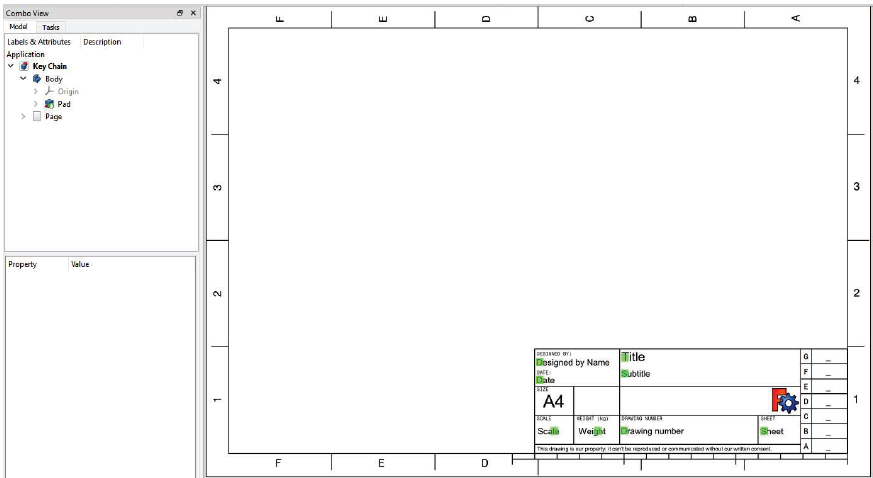 Combo View
Model Tasks
Labels & Attributes Description
Application
Key Chain
Body
Origin
Pad
Page
Property Value
F E D C B A
4 4
3 3
2 2
1 1
DESIGNED BY:
Designed by Name
DATE:
Date
Title
Subtitle
SIZE
A4
SCALE
Scale
WEIGHT (KG)
Weight
DRAWING NUMBER
Drawing number
SHEET
Sheet
G _
F _
E _
D _
C _
B _
A _
This drawing is our property; it can't be reproduced or communicated without our written consent.
F E D